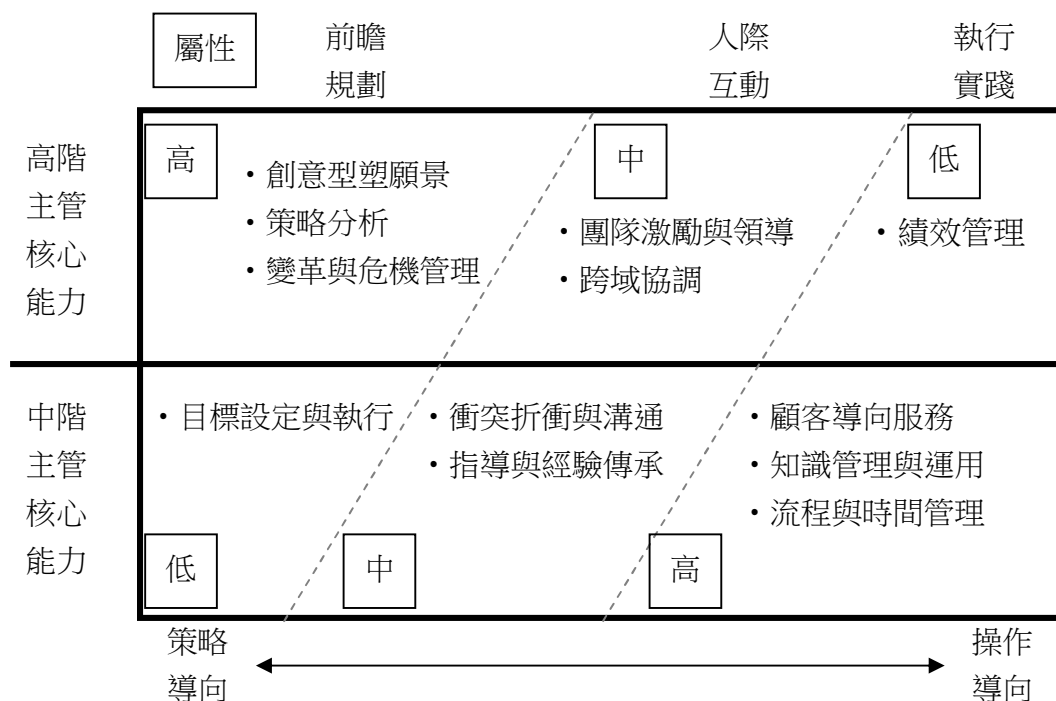 屬性
前瞻
規劃
人際
互動
執行
實踐
高階
主管
核心
能力
高
・創意型塑願景
・策略分析
・變革與危機管理
中
・團隊激勵與領導
・跨域協調
低
・績效管理
中階
主管
核心
能力
・目標設定與執行
・衝突折衝與溝通
・指導與經驗傳承
・顧客導向服務
・知識管理與運用
・流程與時間管理
低
中
高
策略
導向
操作
導向